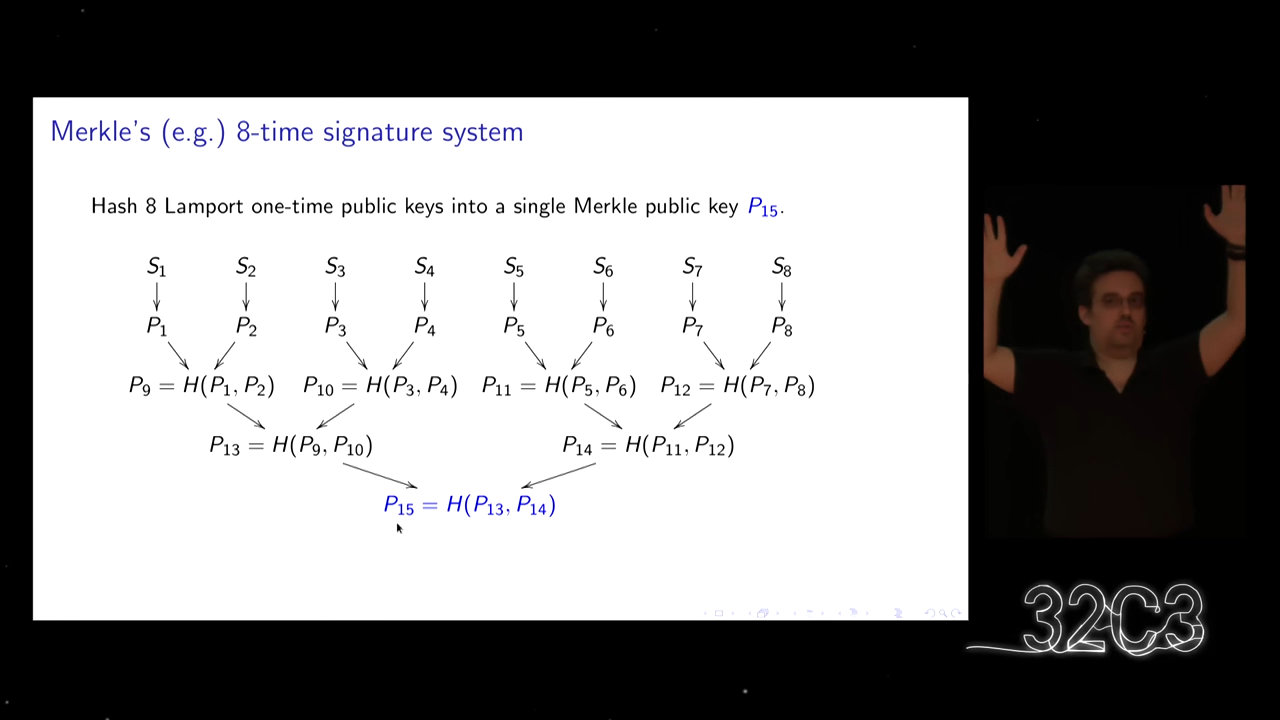 Merkle's (e.g.) 8-time signature system
Hash 8 Lamport one-time public keys into a single Merkle public key P₁₅.
S₁ S₂ S₃ S₄ S₅ S₆ S₇ S₈
P₁ P₂ P₃ P₄ P₅ P₆ P₇ P₈
P₉ = H(P₁, P₂) P₁₀ = H(P₃, P₄) P₁₁ = H(P₅, P₆) P₁₂ = H(P₇, P₈)
P₁₃ = H(P₉, P₁₀) P₁₄ = H(P₁₁, P₁₂)
P₁₅ = H(P₁₃, P₁₄)
32C3